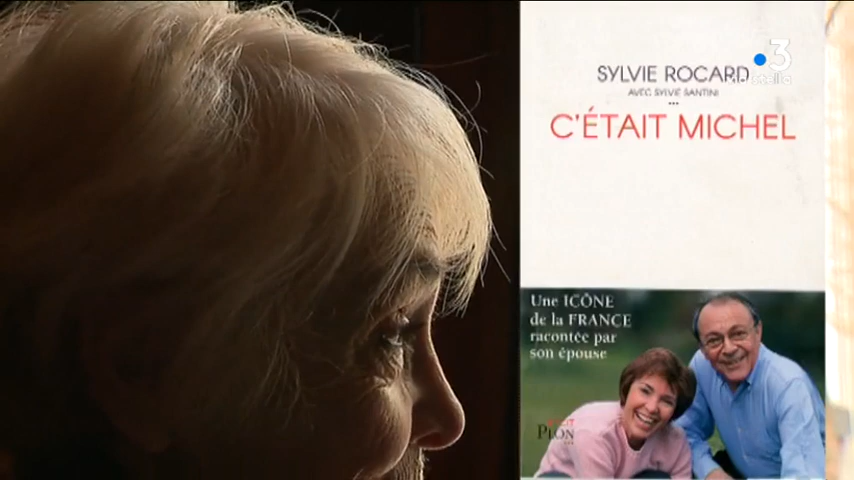 SYLVIE ROCARD
AVEC SYLVIE SANTINI
C'ÉTAIT MICHEL
3
Une ICÔNE
de la FRANCE
racontée par
son épouse
PLON